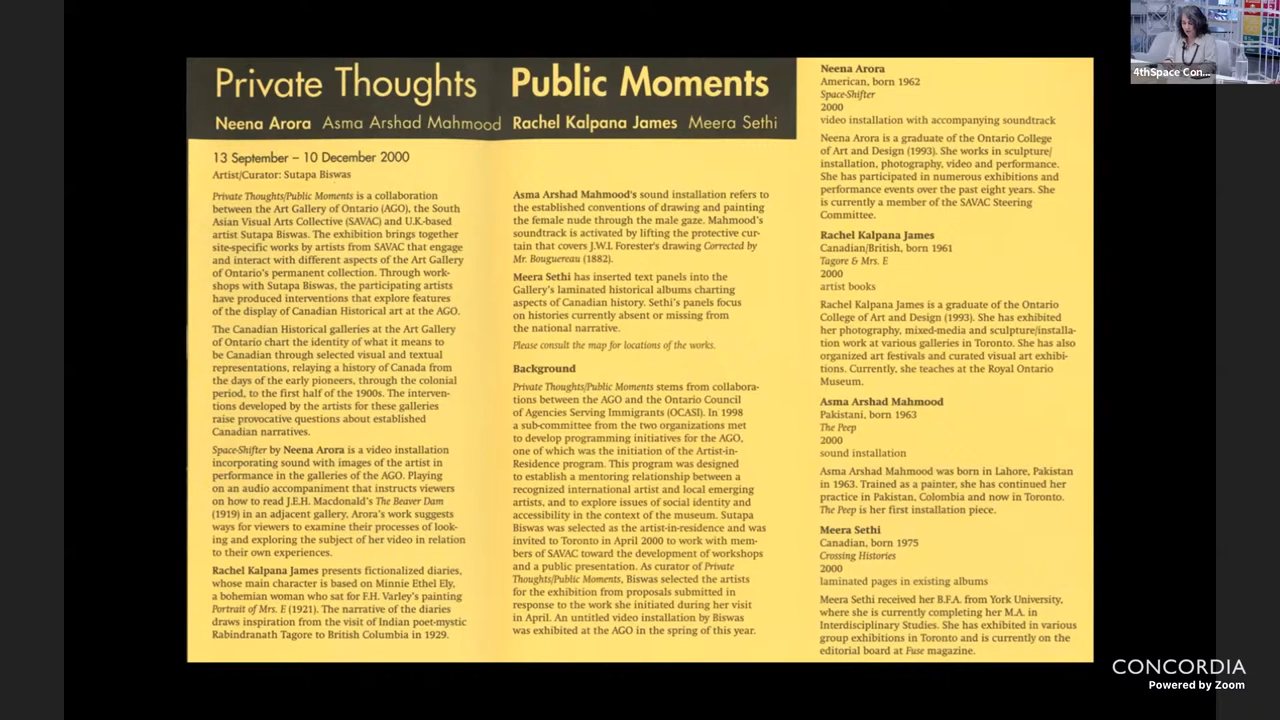 Private Thoughts Public Moments
Neena Arora Asma Arshad Mahmood Rachel Kalpana James Meera Sethi
13 September – 10 December 2000
Artist/Curator: Sutapa Biswas
Private Thoughts/Public Moments is a collaboration
between the Art Gallery of Ontario (AGO), the South
Asian Visual Arts Collective (SAVAC) and U.K-based
artist Sutapa Biswas. The exhibition brings together
site-specific works by artists from SAVAC that engage
and interact with different aspects of the Art Gallery
of Ontario's permanent collection. Through work-
shops with Sutapa Biswas, the participating artists
have produced interventions that explore features
of the display of Canadian Historical art at the AGO.
The Canadian Historical galleries at the Art Gallery
of Ontario chart the identity of what it means to
be Canadian through selected visual and textual
representations, relaying a history of Canada from
the days of the early pioneers, through the colonial
period, to the first half of the 1900s. The interven-
tions developed by the artists for these galleries
raise provocative questions about established
Canadian narratives.
Space-Shifter by Neena Arora is a video installation
incorporating sound with images of the artist in
performance in the galleries of the AGO. Playing
on an audio accompaniment that instructs viewers
on how to read J.E.H. Macdonald's The Beaver Dam
(1919) in an adjacent gallery, Arora's work suggests
ways for viewers to examine their processes of look-
ing and exploring the subject of her video in relation
to their own experiences.
Rachel Kalpana James presents fictionalized diaries,
whose main character is based on Minnie Ethel Ely,
a bohemian woman who sat for F.H. Varley's painting
Portrait of Mrs. E (1921). The narrative of the diaries
draws inspiration from the visit of Indian poet-mystic
Rabindranath Tagore to British Columbia in 1929.
Asma Arshad Mahmood's sound installation refers to
the established conventions of drawing and painting
the female nude through the male gaze. Mahmood's
soundtrack is activated by lifting the protective cur-
tain that covers J.W.L Forester's drawing Corrected by
Mr. Bouguereau (1882).
Meera Sethi has inserted text panels into the
Gallery's laminated historical albums charting
aspects of Canadian history. Sethi's panels focus
on histories currently absent or missing from
the national narrative.
Please consult the map for locations of the works.
Background
Private Thoughts/Public Moments stems from collabora-
tions between the AGO and the Ontario Council
of Agencies Serving Immigrants (OCASI). In 1998
a sub-committee from the two organizations met
to develop programming initiatives for the AGO,
one of which was the initiation of the Artist-in-
Residence program. This program was designed
to establish a mentoring relationship between a
recognized international artist and local emerging
artists, and to explore issues of social identity and
accessibility in the context of the museum. Sutapa
Biswas was selected as the artist-in-residence and was
invited to Toronto in April 2000 to work with mem-
bers of SAVAC toward the development of workshops
and a public presentation. As curator of Private
Thoughts/Public Moments, Biswas selected the artists
for the exhibition from proposals submitted in
response to the work she initiated during her visit
in April. An untitled video installation by Biswas
was exhibited at the AGO in the spring of this year.
Neena Arora
American, born 1962
Space-Shifter
2000
video installation with accompanying soundtrack
Neena Arora is a graduate of the Ontario College
of Art and Design (1993). She works in sculpture/
installation, photography, video and performance.
She has participated in numerous exhibitions and
performance events over the past eight years. She
is currently a member of the SAVAC Steering
Committee.
Rachel Kalpana James
Canadian/British, born 1961
Tagore & Mrs. E
2000
artist books
Rachel Kalpana James is a graduate of the Ontario
College of Art and Design (1993). She has exhibited
her photography, mixed-media and sculpture/installa-
tion work at various galleries in Toronto. She has also
organized art festivals and curated visual art exhibi-
tions. Currently, she teaches at the Royal Ontario
Museum.
Asma Arshad Mahmood
Pakistani, born 1963
The Peep
2000
sound installation
Asma Arshad Mahmood was born in Lahore, Pakistan
in 1963. Trained as a painter, she has continued her
practice in Pakistan, Colombia and now in Toronto.
The Peep is her first installation piece.
Meera Sethi
Canadian, born 1975
Crossing Histories
2000
laminated pages in existing albums
Meera Sethi received her B.F.A. from York University,
where she is currently completing her M.A. in
Interdisciplinary Studies. She has exhibited in various
group exhibitions in Toronto and is currently on the
editorial board at Fuse magazine.
4thSpace Con...
CONCORDIA
Powered by Zoom